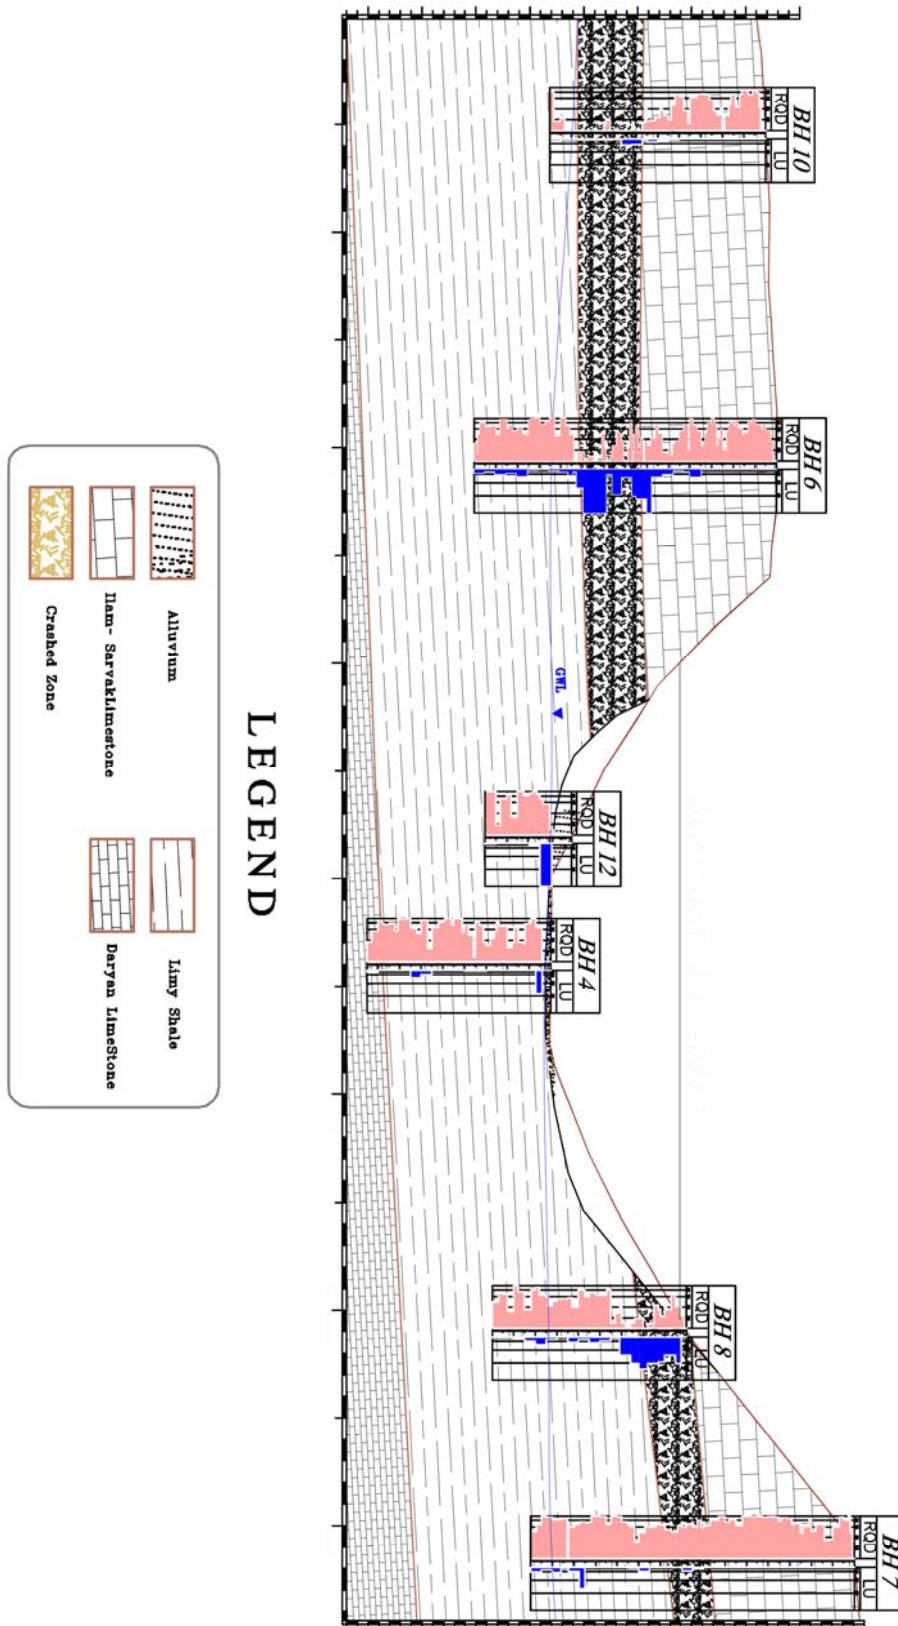 BH 10
RQD
LU
BH 6
RQD
LU
GWL
BH 12
RQD
LU
BH 4
RQD
LU
BH 8
RQD
LU
BH 7
RQD
LU
LEGEND
Alluvium
Limy Shale
Ilam- SarvakLimestone
Daryan LimeStone
Crashed Zone